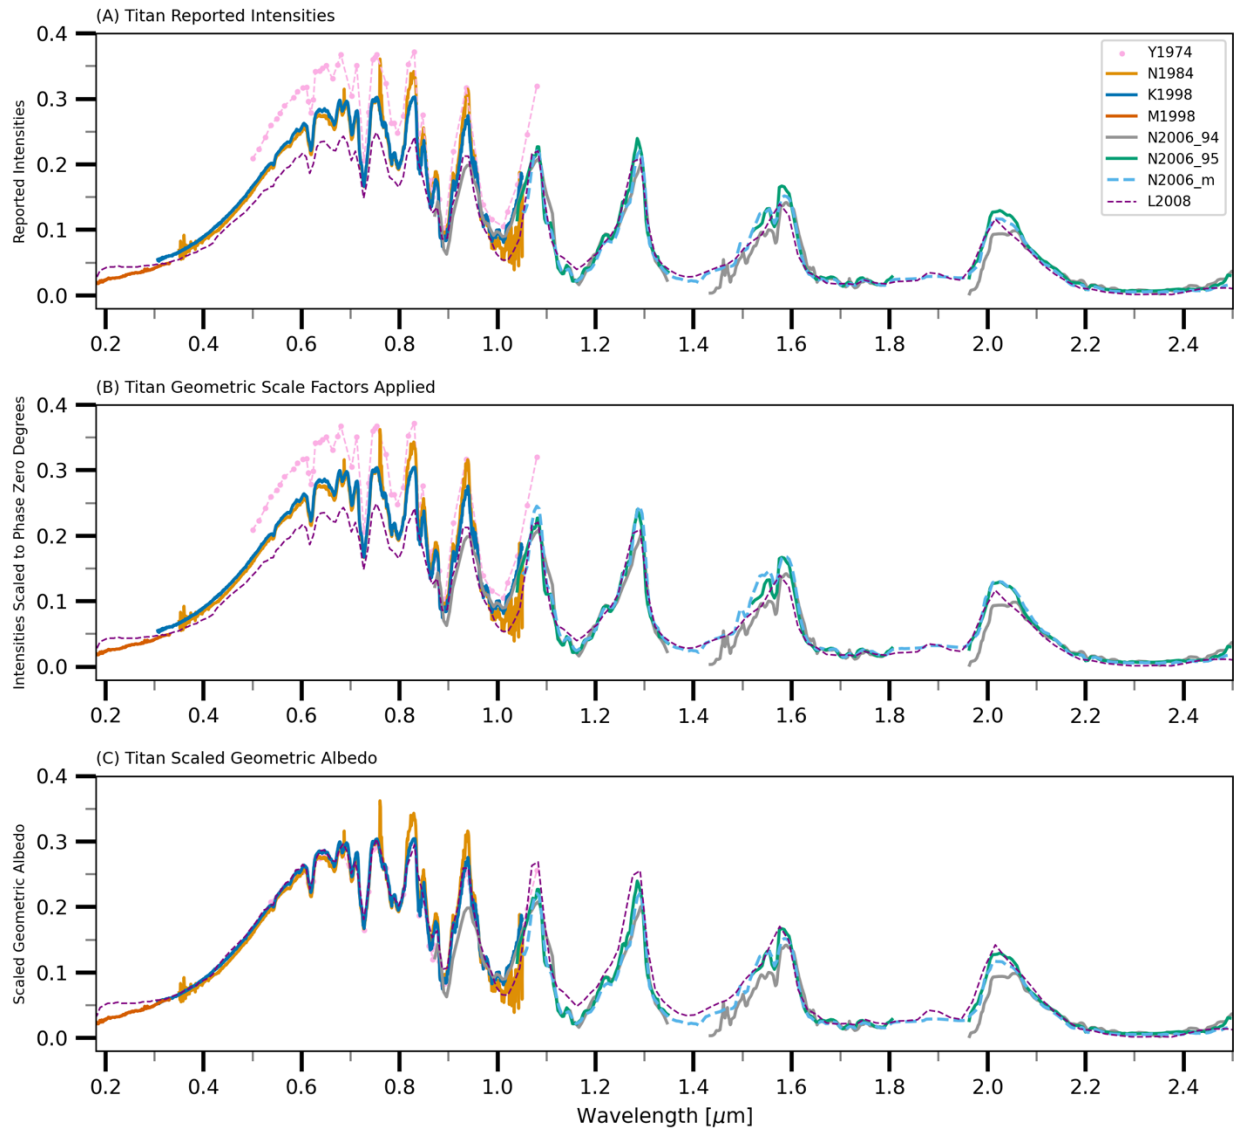 (A) Titan Reported Intensities
Reported Intensities
0.4
0.3
0.2
0.1
0.0
0.2 0.4 0.6 0.8 1.0 1.2 1.4 1.6 1.8 2.0 2.2 2.4
Y1974
N1984
K1998
M1998
N2006_94
N2006_95
N2006_m
L2008
(B) Titan Geometric Scale Factors Applied
Intensities Scaled to Phase Zero Degrees
0.4
0.3
0.2
0.1
0.0
0.2 0.4 0.6 0.8 1.0 1.2 1.4 1.6 1.8 2.0 2.2 2.4
(C) Titan Scaled Geometric Albedo
Scaled Geometric Albedo
0.4
0.3
0.2
0.1
0.0
0.2 0.4 0.6 0.8 1.0 1.2 1.4 1.6 1.8 2.0 2.2 2.4
Wavelength [μm]